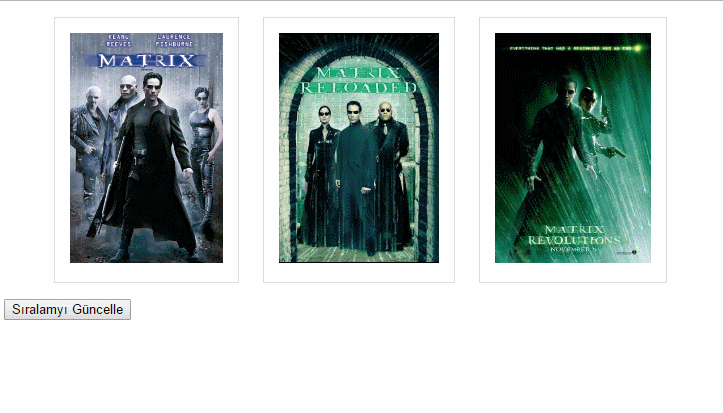 KEANU REEVES
LAURENCE FISHBURNE
MATRIX
MATRIX
RELOADED
EVERYTHING THAT HAS A BEGINNING HAS AN END
MATRIX
REVOLUTIONS
NOVEMBER 5
Sıralamyı Güncelle